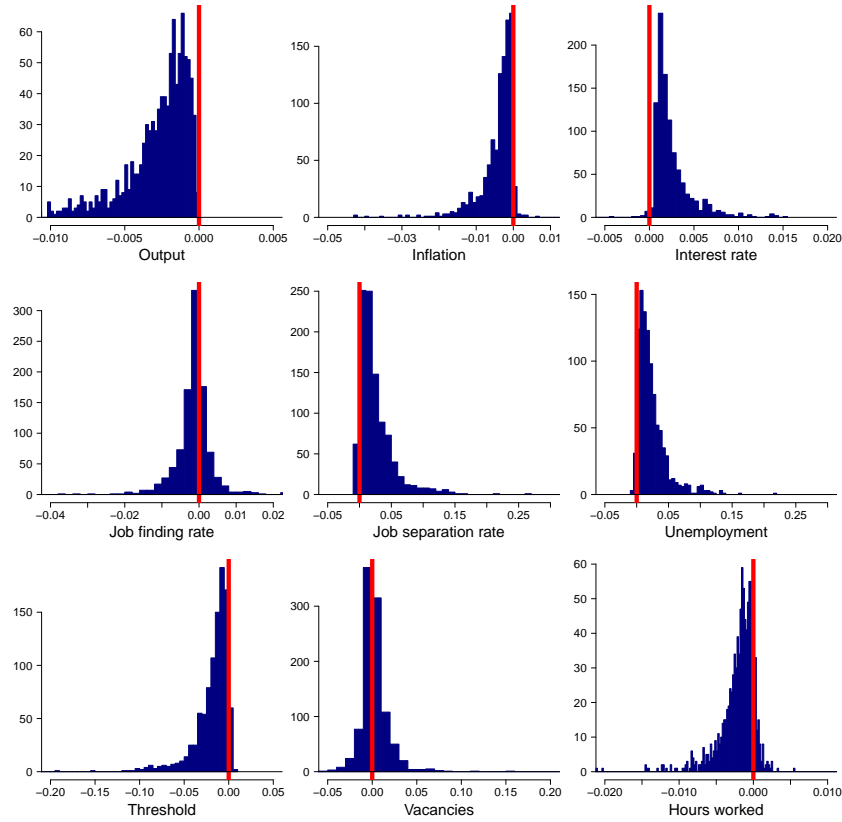 60
50
40
30
20
10
0
−0.010 −0.005 0.000 0.005
Output
150
100
50
0
−0.05 −0.03 −0.01 0.00 0.01
Inflation
200
150
100
50
0
−0.005 0.000 0.005 0.010 0.015 0.020
Interest rate
300
250
200
150
100
50
0
−0.04 −0.02 0.00 0.01 0.02
Job finding rate
250
200
150
100
50
0
−0.05 0.05 0.15 0.25
Job separation rate
150
100
50
0
−0.05 0.05 0.15 0.25
Unemployment
150
100
50
0
−0.20 −0.15 −0.10 −0.05 0.00 0.05
Threshold
300
200
100
0
−0.05 0.00 0.05 0.10 0.15 0.20
Vacancies
60
50
40
30
20
10
0
−0.020 −0.010 0.000 0.010
Hours worked